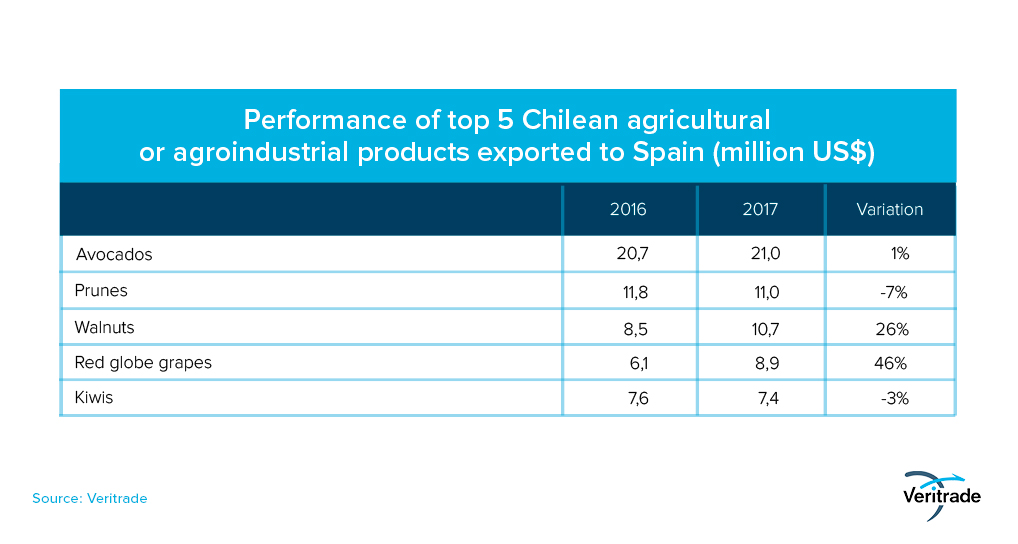 Performance of top 5 Chilean agricultural
or agroindustrial products exported to Spain (million US$)
2016 2017 Variation
Avocados 20,7 21,0 1%
Prunes 11,8 11,0 -7%
Walnuts 8,5 10,7 26%
Red globe grapes 6,1 8,9 46%
Kiwis 7,6 7,4 -3%
Source: Veritrade
Veritrade